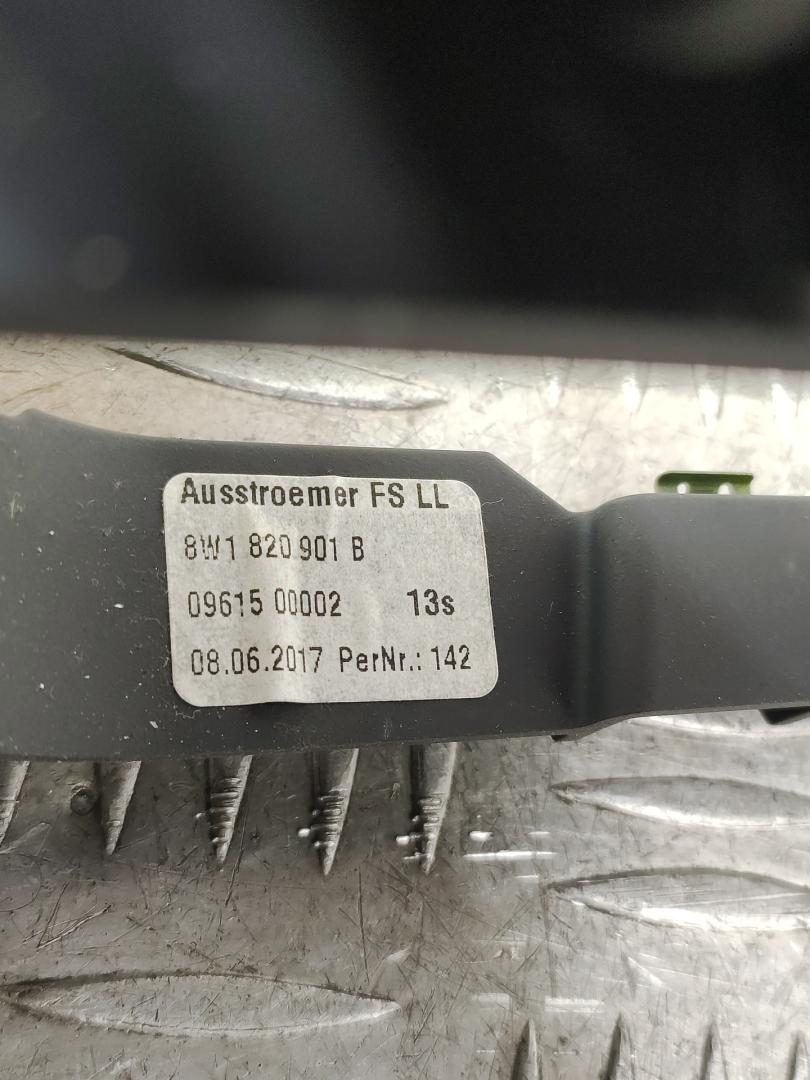 Ausstroemer FS LL
8W1 820 901 B
09615 00002 13s
08.06.2017 PerNr.: 142